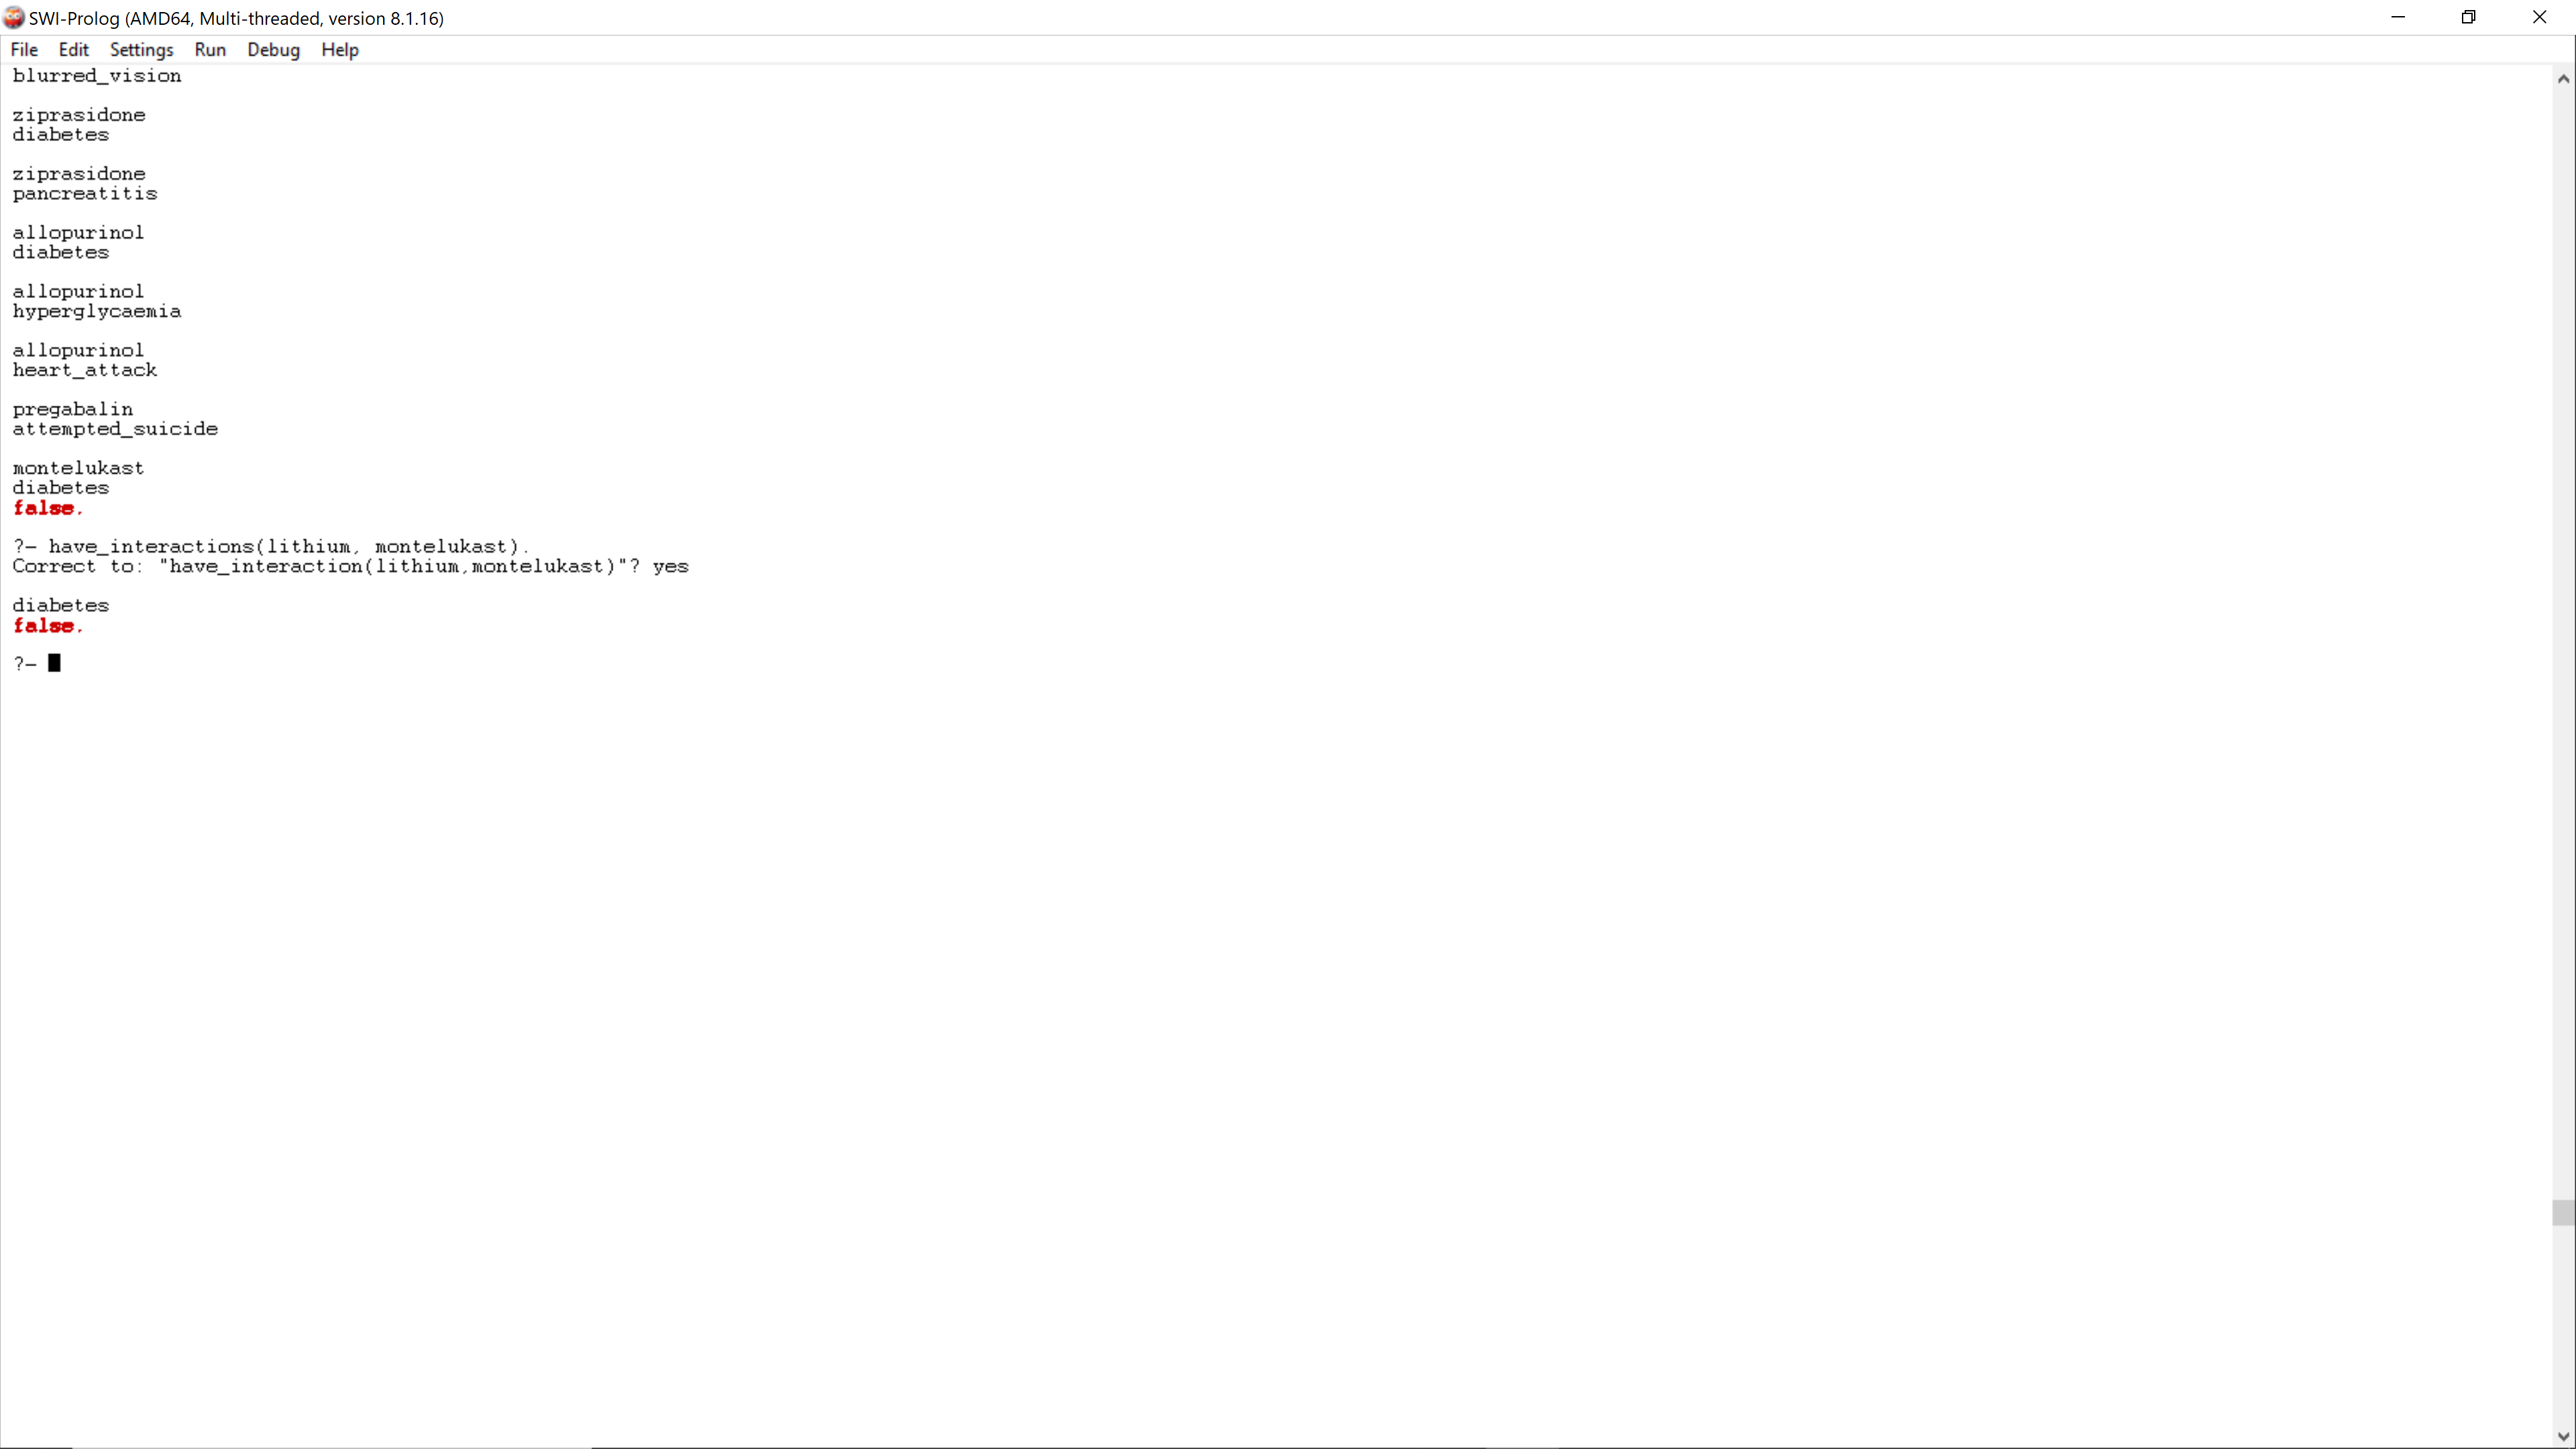 SWI-Prolog (AMD64, Multi-threaded, version 8.1.16)
File Edit Settings Run Debug Help
blurred_vision
ziprasidone
diabetes
ziprasidone
pancreatitis
allopurinol
diabetes
allopurinol
hyperglycaemia
allopurinol
heart_attack
pregabalin
attempted_suicide
montelukast
diabetes
false.
?- have_interactions(lithium, montelukast).
Correct to: "have_interaction(lithium,montelukast)"? yes
diabetes
false.
?-